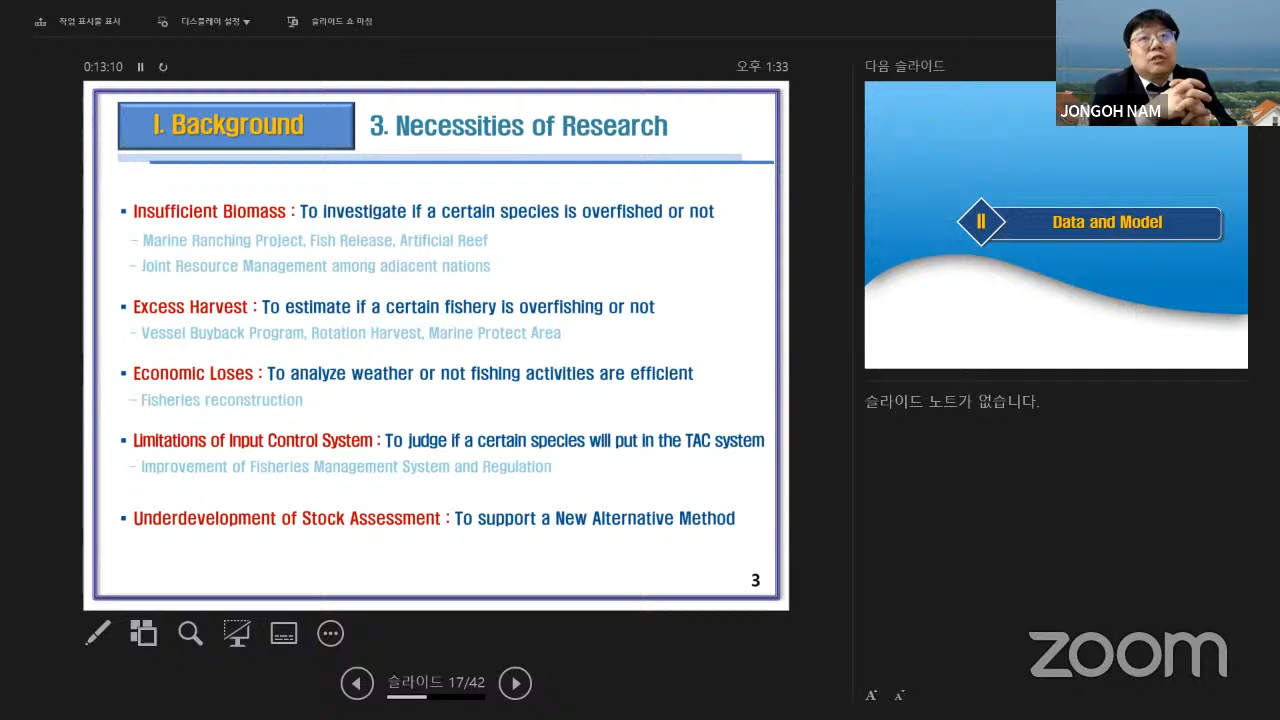 작업 표시줄 표시 디스플레이 설정 ▼ 슬라이드 쇼 마침
0:13:10 오후 1:33
다음 슬라이드
JONGOH NAM
I. Background 3. Necessities of Research
▪ Insufficient Biomass : To investigate if a certain species is overfished or not
– Marine Ranching Project, Fish Release, Artificial Reef
– Joint Resource Management among adjacent nations
▪ Excess Harvest : To estimate if a certain fishery is overfishing or not
– Vessel Buyback Program, Rotation Harvest, Marine Protect Area
▪ Economic Loses : To analyze weather or not fishing activities are efficient
– Fisheries reconstruction
▪ Limitations of Input Control System : To judge if a certain species will put in the TAC system
– Improvement of Fisheries Management System and Regulation
▪ Underdevelopment of Stock Assessment : To support a New Alternative Method
3
II Data and Model
슬라이드 노트가 없습니다.
슬라이드 17/42
zoom
A A